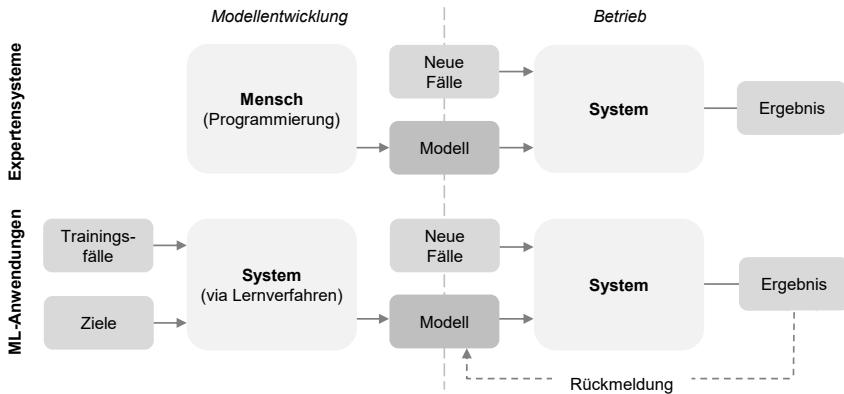 Modellentwicklung
Betrieb
Expertensysteme
Mensch
(Programmierung)
Neue
Fälle
Modell
System
Ergebnis
ML-Anwendungen
Trainings-
fälle
Ziele
System
(via Lernverfahren)
Neue
Fälle
Modell
System
Ergebnis
Rückmeldung